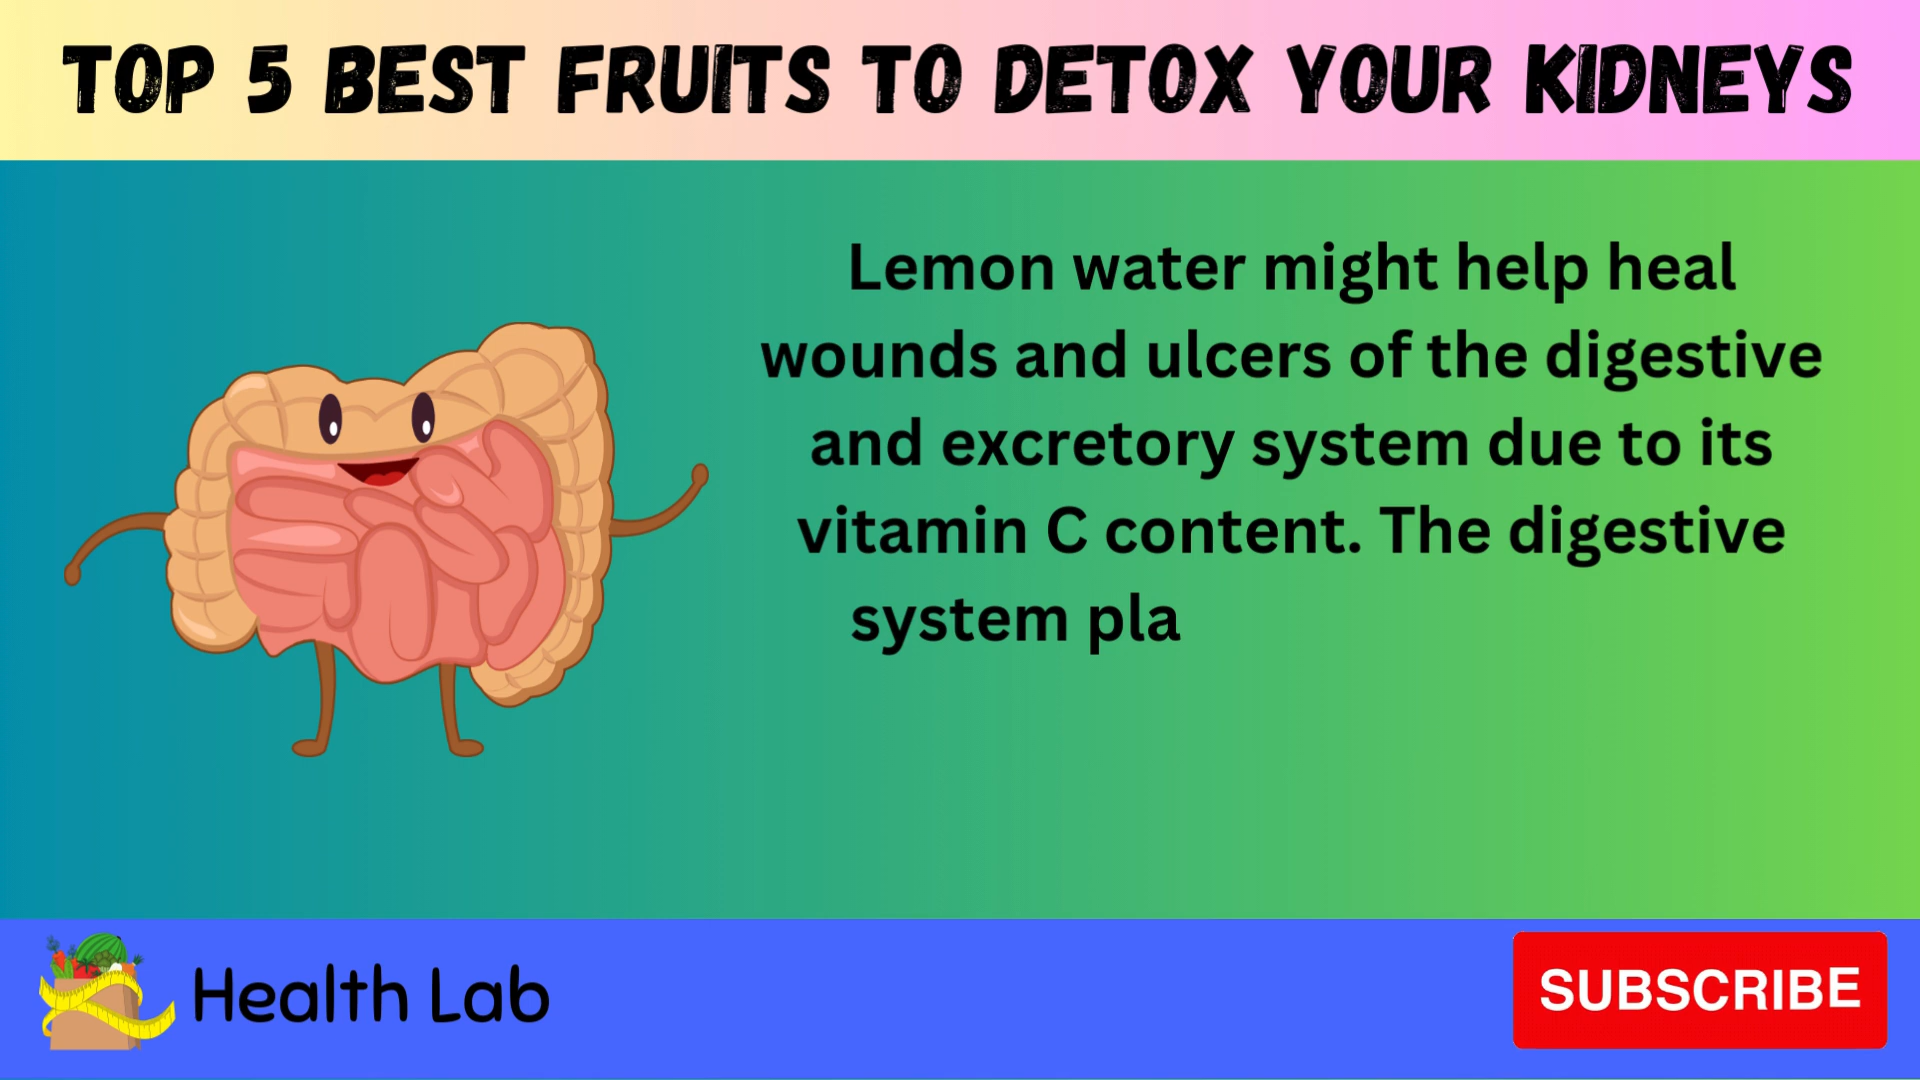 TOP 5 BEST FRUITS TO DETOX YOUR KIDNEYS
Lemon water might help heal
wounds and ulcers of the digestive
and excretory system due to its
vitamin C content. The digestive
system pla
Health Lab
SUBSCRIBE